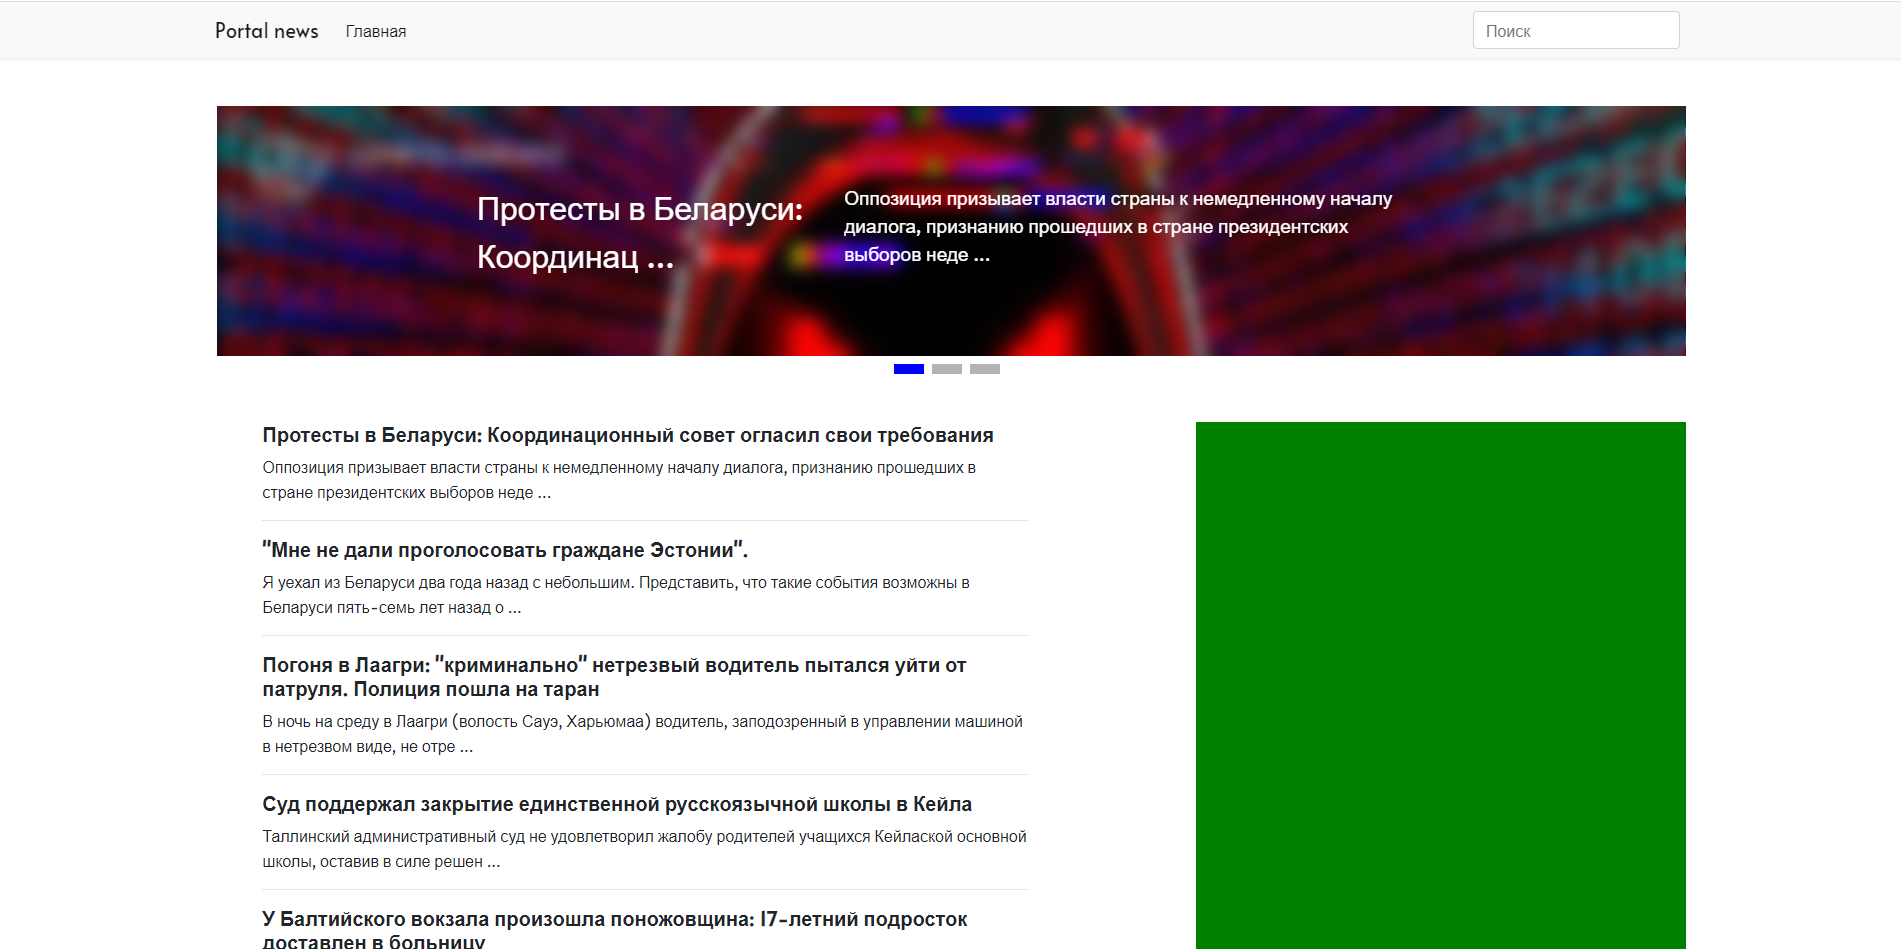 Portal news
Главная
Поиск
Протесты в Беларуси:
Координац ...
Оппозиция призывает власти страны к немедленному началу
диалога, признанию прошедших в стране президентских
выборов неде ...
Протесты в Беларуси: Координационный совет огласил свои требования
Оппозиция призывает власти страны к немедленному началу диалога, признанию прошедших в
стране президентских выборов неде ...
"Мне не дали проголосовать граждане Эстонии".
Я уехал из Беларуси два года назад с небольшим. Представить, что такие события возможны в
Беларуси пять-семь лет назад о ...
Погоня в Лаагри: "криминально" нетрезвый водитель пытался уйти от
патруля. Полиция пошла на таран
В ночь на среду в Лаагри (волость Сауэ, Харьюмаа) водитель, заподозренный в управлении машиной
в нетрезвом виде, не отре ...
Суд поддержал закрытие единственной русскоязычной школы в Кейла
Таллинский административный суд не удовлетворил жалобу родителей учащихся Кейлаской основной
школы, оставив в силе решен ...
У Балтийского вокзала произошла поножовщина: 17-летний подросток
доставлен в больницу